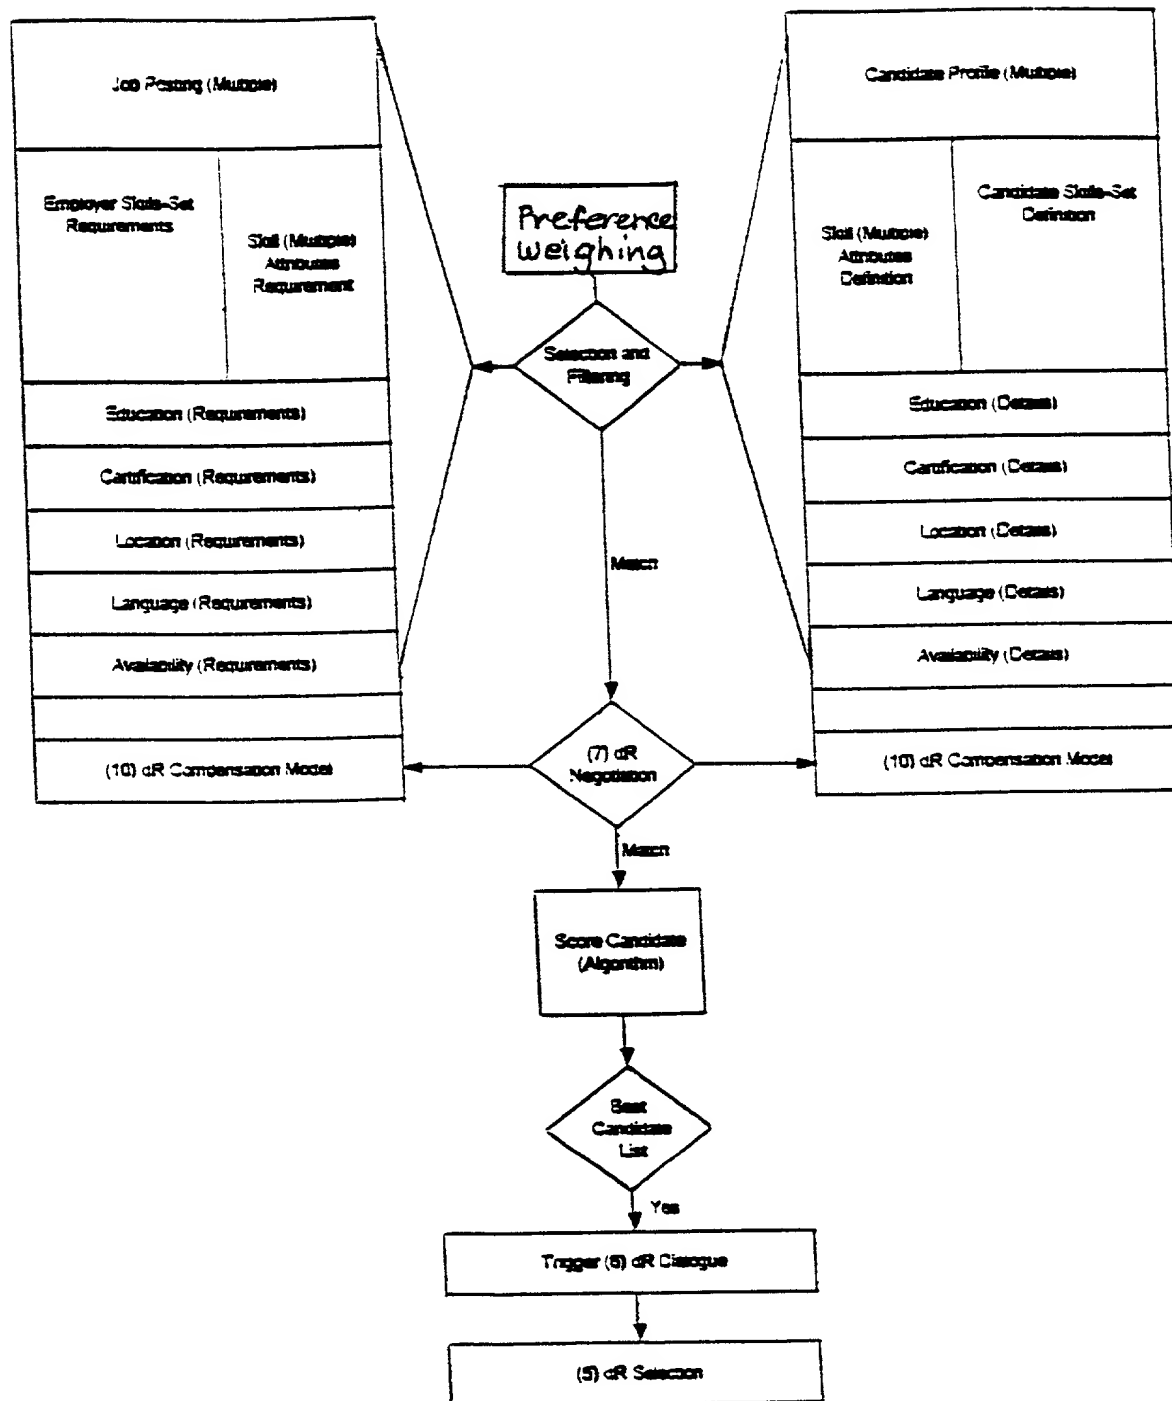 Job Posting (Multiple)
Employer Skills-Set
Requirements
Skill (Multiple)
Attributes
Requirement
Education (Requirements)
Certification (Requirements)
Location (Requirements)
Language (Requirements)
Availability (Requirements)
(10) dR Compensation Model
Preference
Weighing
Selection and
Filtering
Match
(7) dR
Negotiation
Match
Score Candidate
(Algorithm)
Best
Candidate
List
Yes
Trigger (6) dR Dialogue
(5) dR Selection
Candidate Profile (Multiple)
Skill (Multiple)
Attributes
Definition
Candidate Skills-Set
Definition
Education (Details)
Certification (Details)
Location (Details)
Language (Details)
Availability (Details)
(10) dR Compensation Model